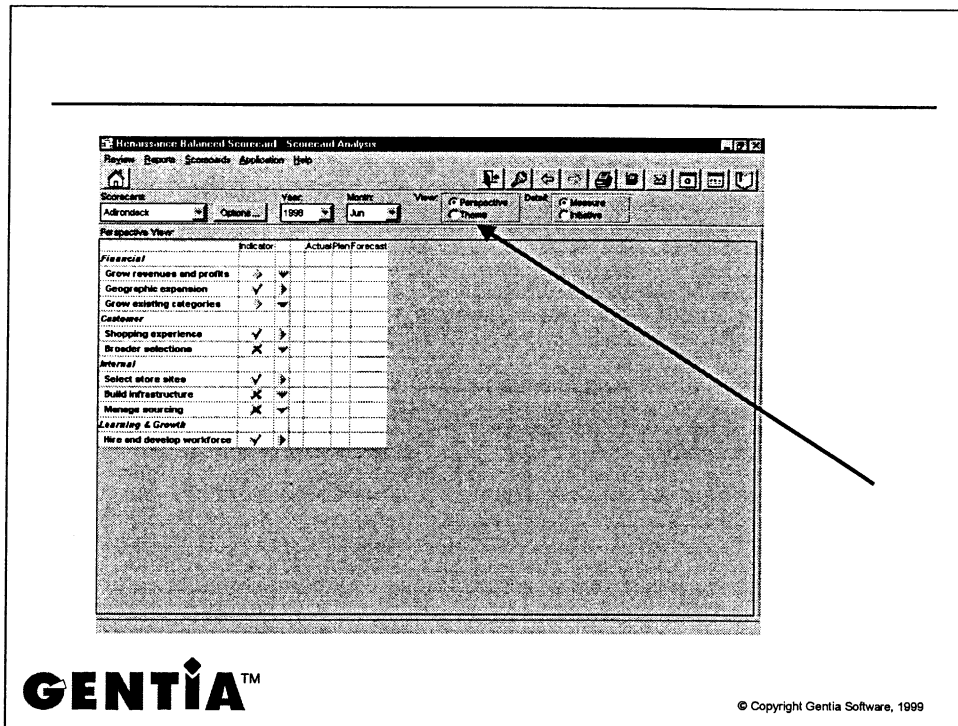 Renaissance Balanced Scorecard - Scorecard Analysis
Review Reports Scorecards Application Help
Scorecard: Year: Month: View: Perspective Detail: Measure
Adirondack Options... 1998 Jun Theme Initiative
Perspective View:
Indicator Actual Plan Forecast
Financial
Grow revenues and profits
Geographic expension
Grow existing categories
Customer
Shopping experience
Broader selections
Internal
Select store sites
Build infrastructure
Manage sourcing
Learning & Growth
Hire and develop workforce
GENTIA™
© Copyright Gentia Software, 1999